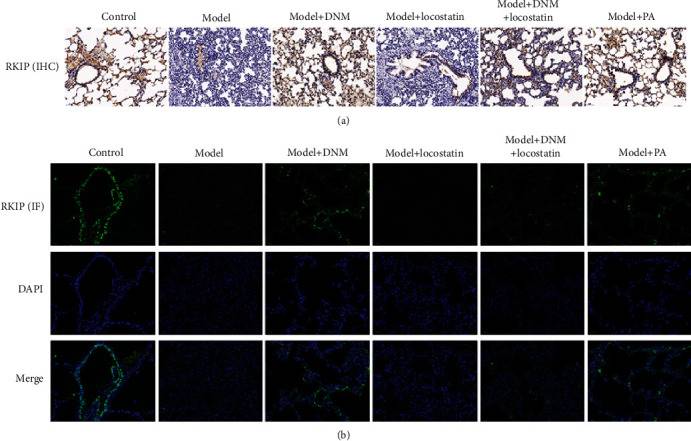 Control Model Model+DNM Model+locostatin Model+DNM +locostatin Model+PA
RKIP (IHC)
(a)
Control Model Model+DNM Model+locostatin Model+DNM +locostatin Model+PA
RKIP (IF)
DAPI
Merge
(b)